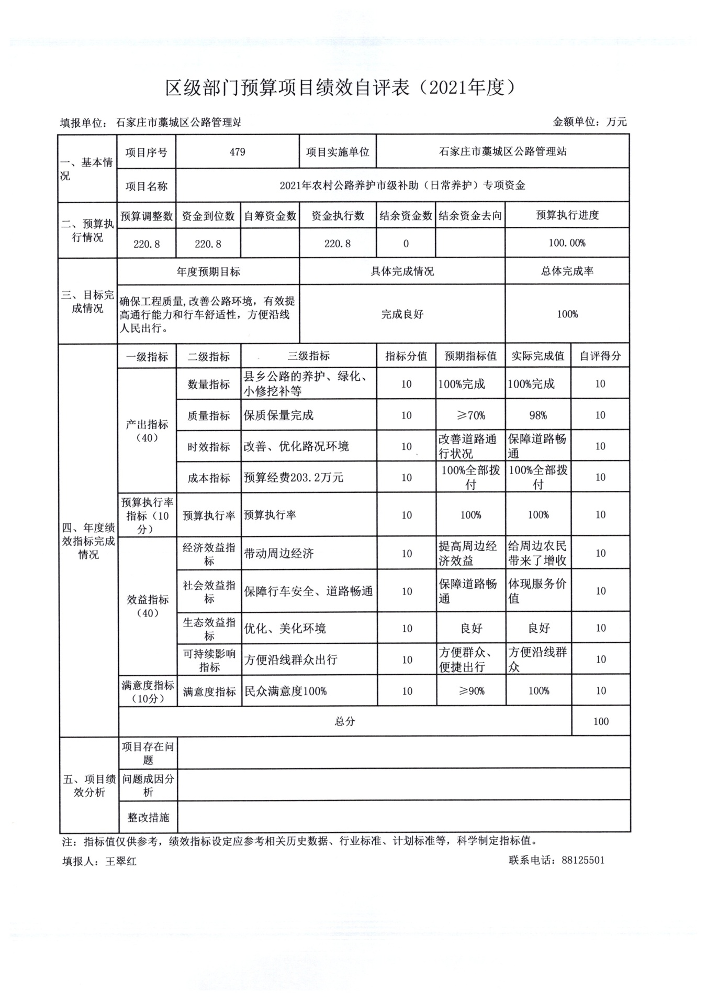 区级部门预算项目绩效自评表（2021年度）
填报单位： 石家庄市藁城区公路管理站 金额单位：万元
一、基本情况 项目序号 479 项目实施单位 石家庄市藁城区公路管理站
项目名称 2021年农村公路养护市级补助（日常养护）专项资金
二、预算执行情况 预算调整数 资金到位数 自筹资金数 资金执行数 结余资金数 结余资金去向 预算执行进度
220.8 220.8 220.8 0 100.00%
三、目标完成情况 年度预期目标 具体完成情况 总体完成率
确保工程质量,改善公路环境，有效提
高通行能力和行车舒适性，方便沿线
人民出行。
完成良好 100%
四、年度绩效指标完成情况 一级指标 二级指标 三级指标 指标分值 预期指标值 实际完成值 自评得分
产出指标（40） 数量指标 县乡公路的养护、绿化、小修挖补等 10 100%完成 100%完成 10
质量指标 保质保量完成 10 ≥70% 98% 10
时效指标 改善、优化路况环境 10 改善道路通行状况 保障道路畅通 10
成本指标 预算经费203.2万元 10 100%全部拨付 100%全部拨付 10
预算执行率指标（10分） 预算执行率 预算执行率 10 100% 100% 10
效益指标（40） 经济效益指标 带动周边经济 10 提高周边经济效益 给周边农民带来了增收 10
社会效益指标 保障行车安全、道路畅通 10 保障道路畅通 体现服务价值 10
生态效益指标 优化、美化环境 10 良好 良好 10
可持续影响指标 方便沿线群众出行 10 方便群众、便捷出行 方便沿线群众 10
满意度指标（10分） 满意度指标 民众满意度100% 10 ≥90% 100% 10
总分 100
五、项目绩效分析 项目存在问题
问题成因分析
整改措施
注：指标值仅供参考，绩效指标设定应参考相关历史数据、行业标准、计划标准等，科学制定指标值。
填报人：王翠红 联系电话：88125501